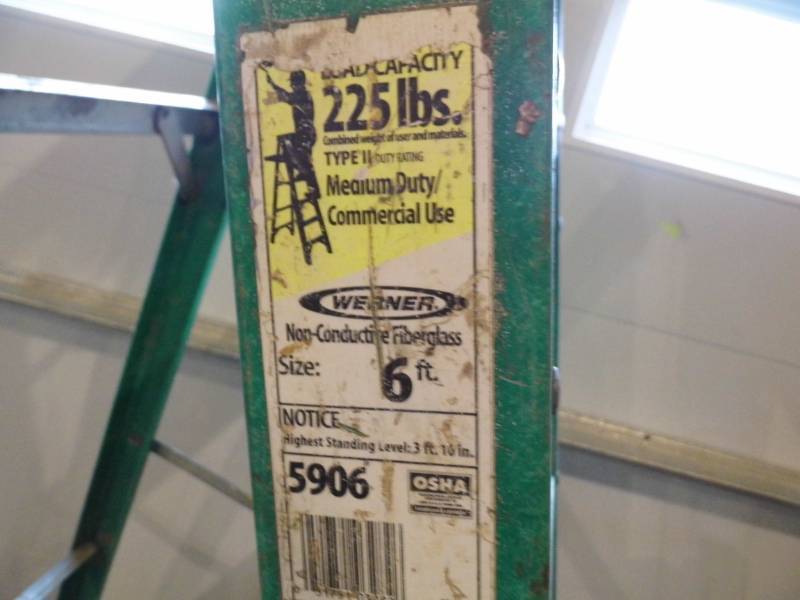 LOAD CAPACITY
225 lbs.
Combined weight of user and materials.
TYPE II DUTY RATING
Medium Duty/
Commercial Use
WERNER
Non-Conductive Fiberglass
Size: 6 ft.
NOTICE
Highest Standing Level: 3 ft. 10 in.
5906
OSHA